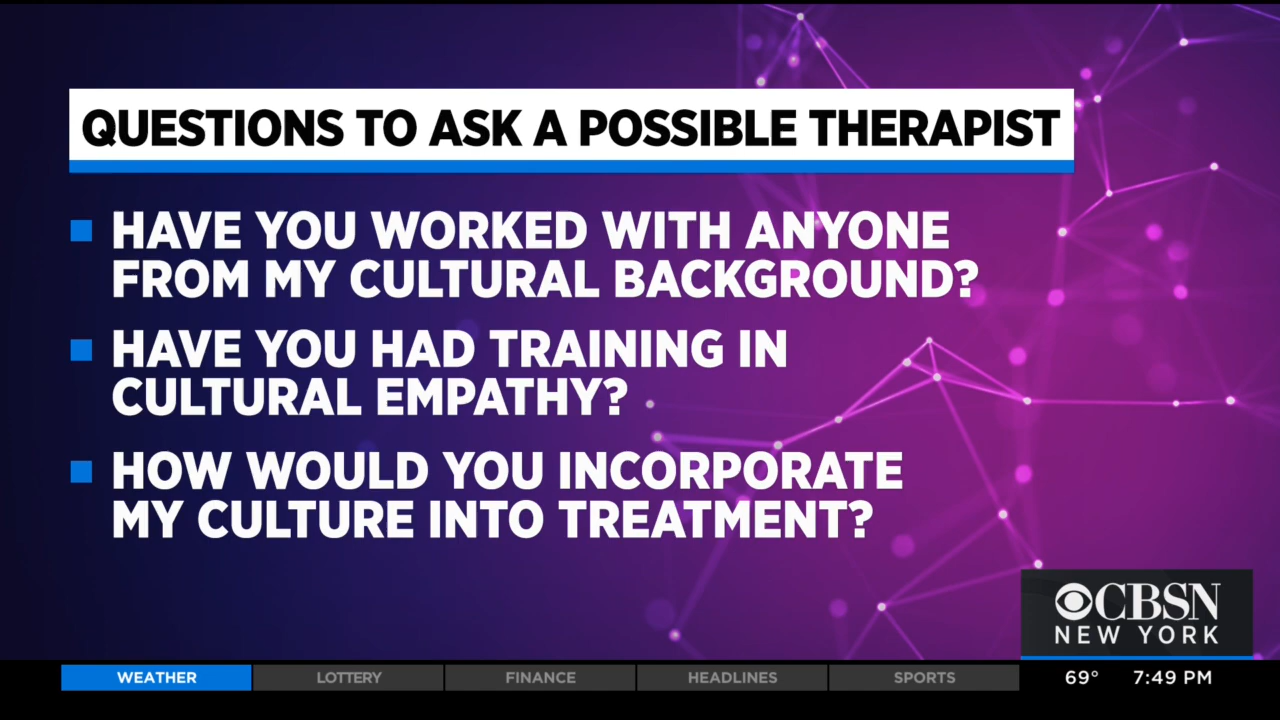 QUESTIONS TO ASK A POSSIBLE THERAPIST
HAVE YOU WORKED WITH ANYONE
FROM MY CULTURAL BACKGROUND?
HAVE YOU HAD TRAINING IN
CULTURAL EMPATHY?
HOW WOULD YOU INCORPORATE
MY CULTURE INTO TREATMENT?
CBSN
NEW YORK
WEATHER LOTTERY FINANCE HEADLINES SPORTS 69° 7:49 PM